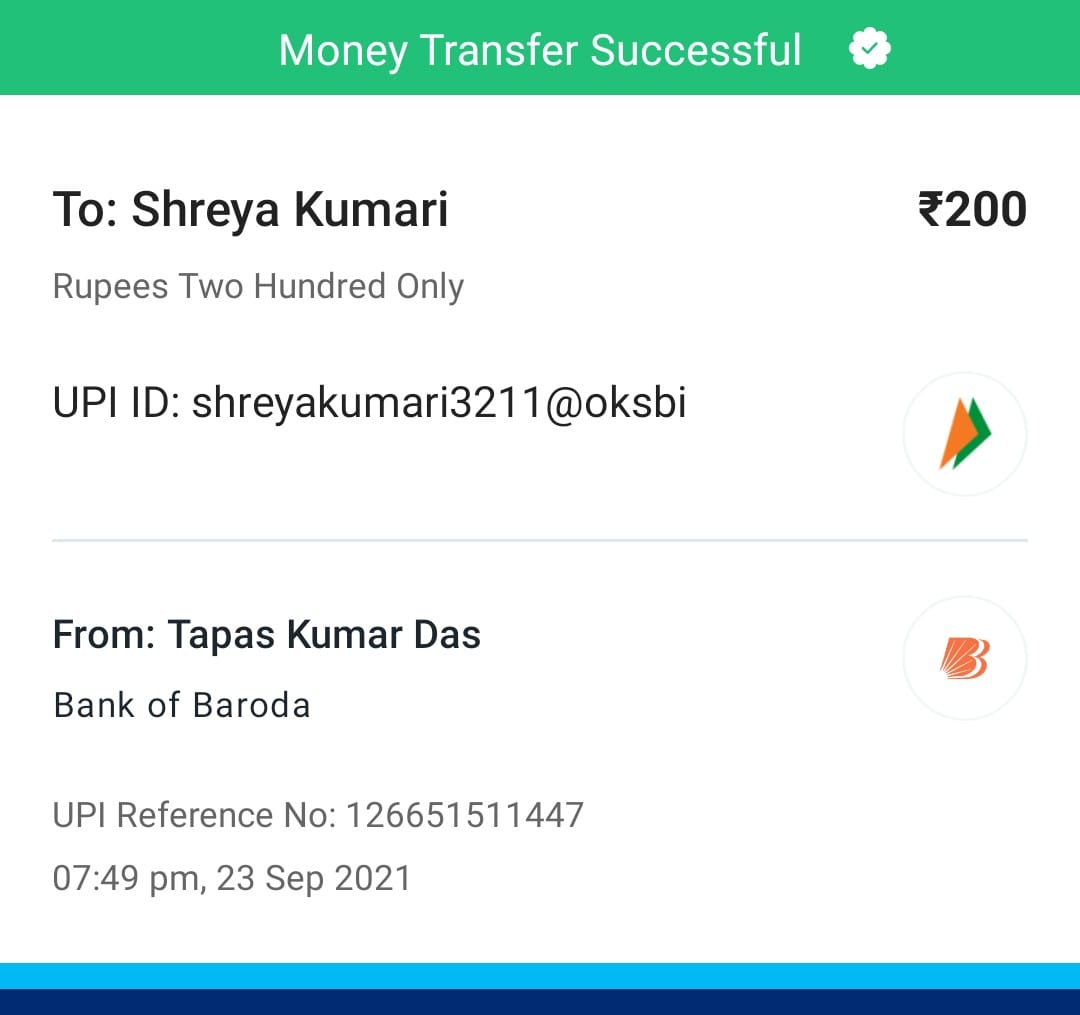 Money Transfer Successful
To: Shreya Kumari ₹200
Rupees Two Hundred Only
UPI ID: shreyakumari3211@oksbi
From: Tapas Kumar Das
Bank of Baroda
UPI Reference No: 126651511447
07:49 pm, 23 Sep 2021